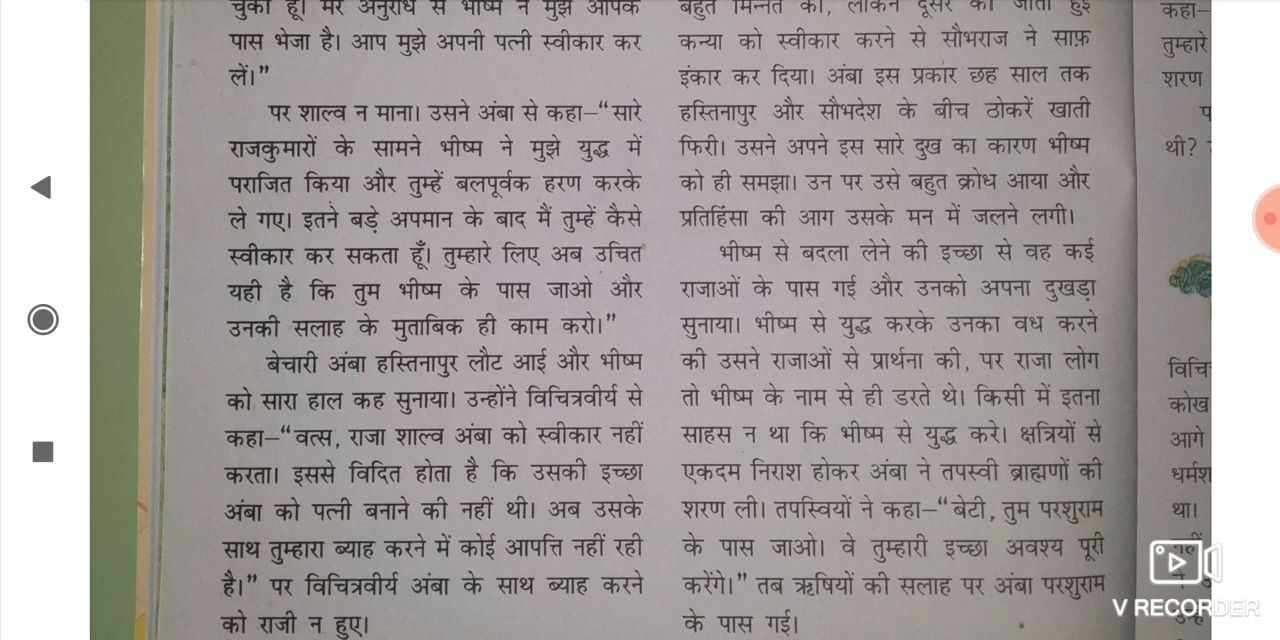 चुकी हूँ। मेरे अनुरोध से भीष्म ने मुझे आपके
पास भेजा है। आप मुझे अपनी पत्नी स्वीकार कर
लें।”
पर शाल्व न माना। उसने अंबा से कहा–“सारे
राजकुमारों के सामने भीष्म ने मुझे युद्ध में
पराजित किया और तुम्हें बलपूर्वक हरण करके
ले गए। इतने बड़े अपमान के बाद मैं तुम्हें कैसे
स्वीकार कर सकता हूँ। तुम्हारे लिए अब उचित
यही है कि तुम भीष्म के पास जाओ और
उनकी सलाह के मुताबिक ही काम करो।”
बेचारी अंबा हस्तिनापुर लौट आई और भीष्म
को सारा हाल कह सुनाया। उन्होंने विचित्रवीर्य से
कहा–“वत्स, राजा शाल्व अंबा को स्वीकार नहीं
करता। इससे विदित होता है कि उसकी इच्छा
अंबा को पत्नी बनाने की नहीं थी। अब उसके
साथ तुम्हारा ब्याह करने में कोई आपत्ति नहीं रही
है।” पर विचित्रवीर्य अंबा के साथ ब्याह करने
को राजी न हुए।
बहुत मिन्नत की, लेकिन दूसरे की जीती हुई
कन्या को स्वीकार करने से सौभराज ने साफ़
इंकार कर दिया। अंबा इस प्रकार छह साल तक
हस्तिनापुर और सौभदेश के बीच ठोकरें खाती
फिरी। उसने अपने इस सारे दुख का कारण भीष्म
को ही समझा। उन पर उसे बहुत क्रोध आया और
प्रतिहिंसा की आग उसके मन में जलने लगी।
भीष्म से बदला लेने की इच्छा से वह कई
राजाओं के पास गई और उनको अपना दुखड़ा
सुनाया। भीष्म से युद्ध करके उनका वध करने
की उसने राजाओं से प्रार्थना की, पर राजा लोग
तो भीष्म के नाम से ही डरते थे। किसी में इतना
साहस न था कि भीष्म से युद्ध करे। क्षत्रियों से
एकदम निराश होकर अंबा ने तपस्वी ब्राह्मणों की
शरण ली। तपस्वियों ने कहा–“बेटी, तुम परशुराम
के पास जाओ। वे तुम्हारी इच्छा अवश्य पूरी
करेंगे।” तब ऋषियों की सलाह पर अंबा परशुराम
के पास गई।
कहा–
तुम्हारे
शरण
थी?
कोख
आगे
था।
V RECORDER